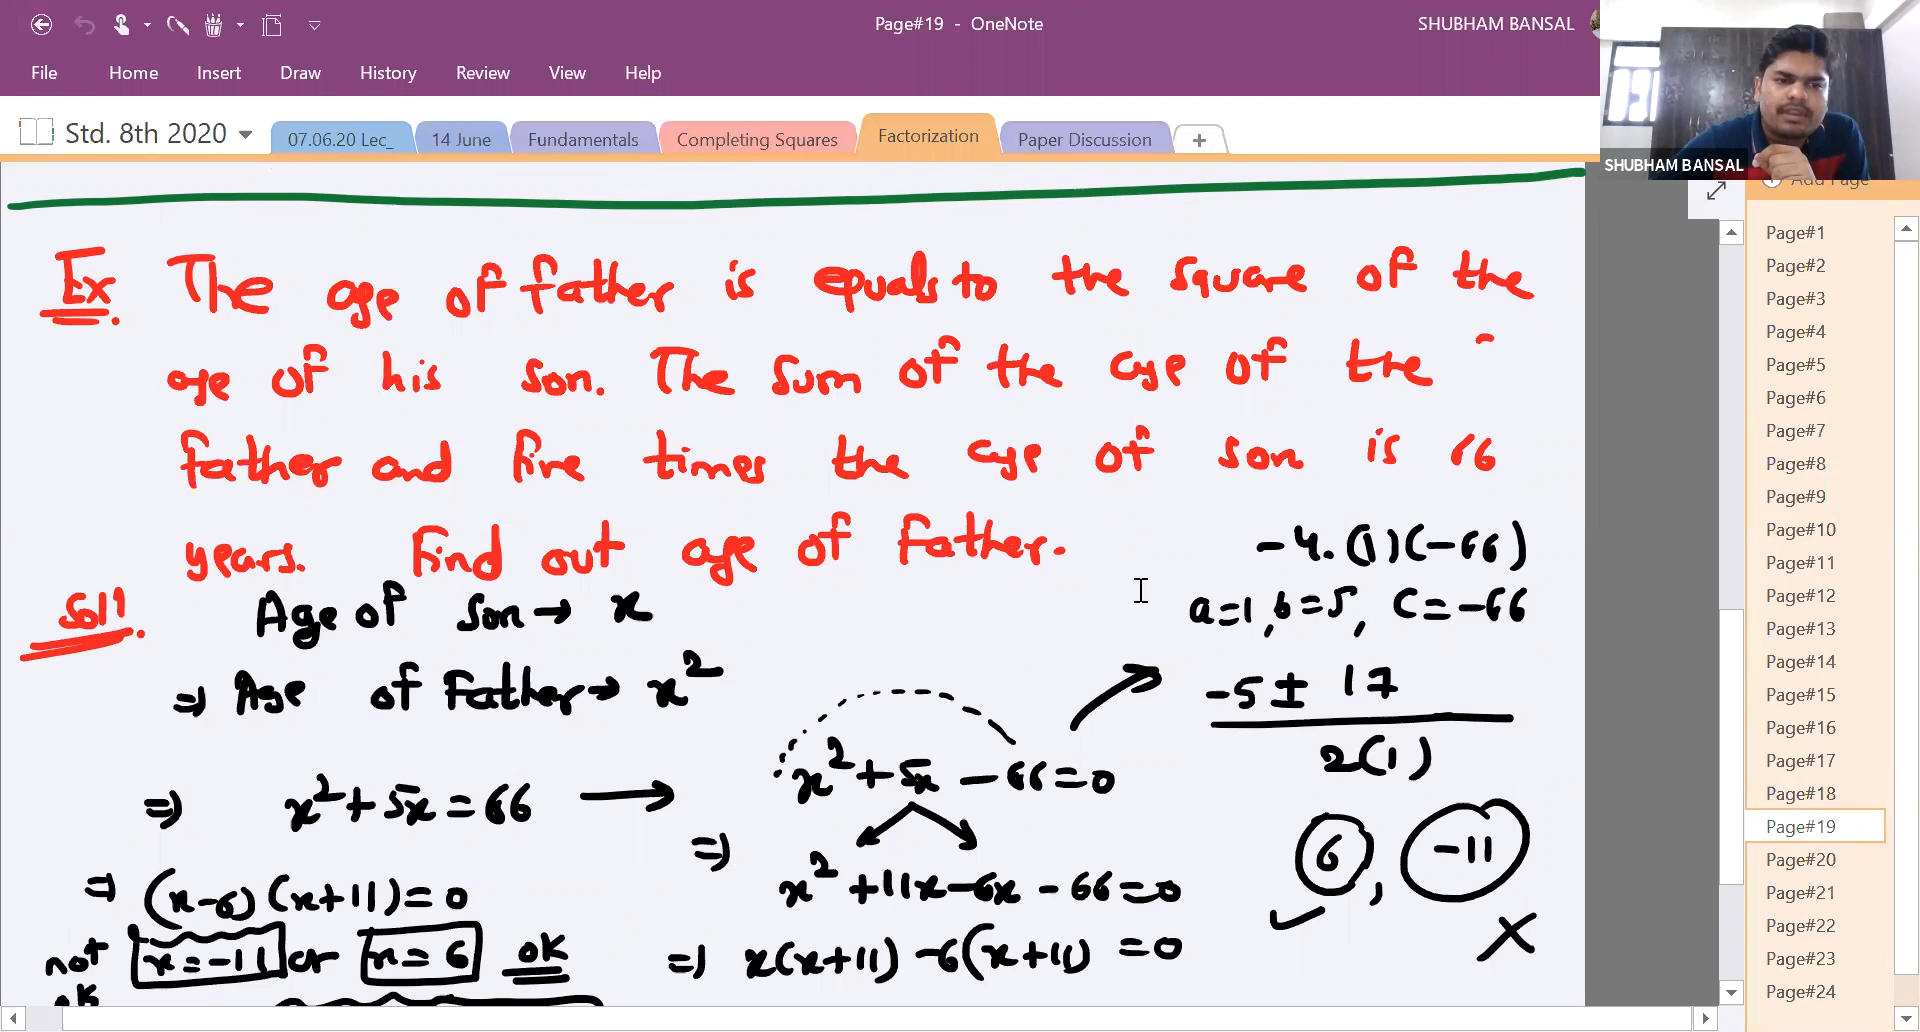 Page#19 - OneNote
SHUBHAM BANSAL
File Home Insert Draw History Review View Help
SHUBHAM BANSAL
Std. 8th 2020
07.06.20 Lec_
14 June
Fundamentals
Completing Squares
Factorization
Paper Discussion
+
Add Page
Ex. The age of father is equals to the square of the
age of his son. The sum of the age of the
father and five times the age of son is 66
years. Find out age of Father.
Solⁿ. Age of son → x
⇒ Age of Father → x²
⇒ x² + 5x = 66 →
⇒ (x-6)(x+11) = 0
not ok x = -11 or x = 6 ok
x² + 5x - 66 = 0
⇒ x² + 11x - 6x - 66 = 0
⇒ x(x+11) - 6(x+11) = 0
-4.(1)(-66)
a=1, b=5, c=-66
-5 ± 17
2(1)
6, -11
Page#1
Page#2
Page#3
Page#4
Page#5
Page#6
Page#7
Page#8
Page#9
Page#10
Page#11
Page#12
Page#13
Page#14
Page#15
Page#16
Page#17
Page#18
Page#19
Page#20
Page#21
Page#22
Page#23
Page#24